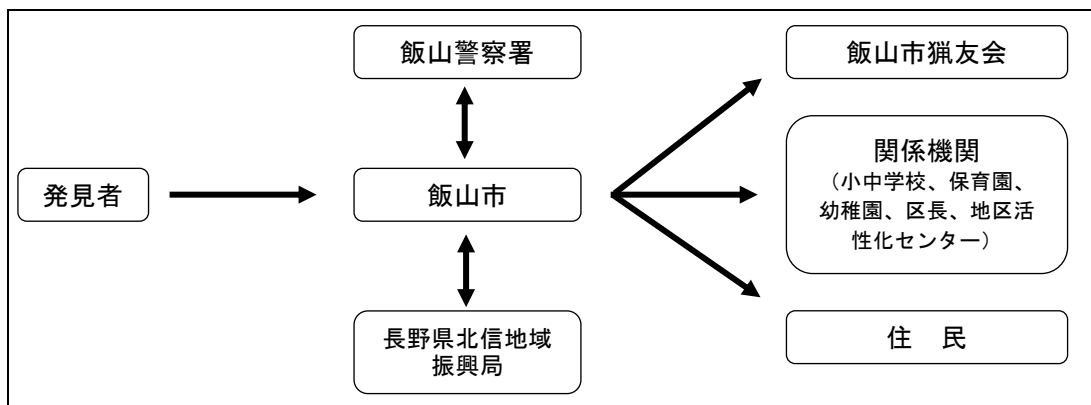 飯山警察署
飯山市猟友会
発見者
飯山市
関係機関
（小中学校、保育園、
幼稚園、区長、地区活
性化センター）
長野県北信地域
振興局
住　民